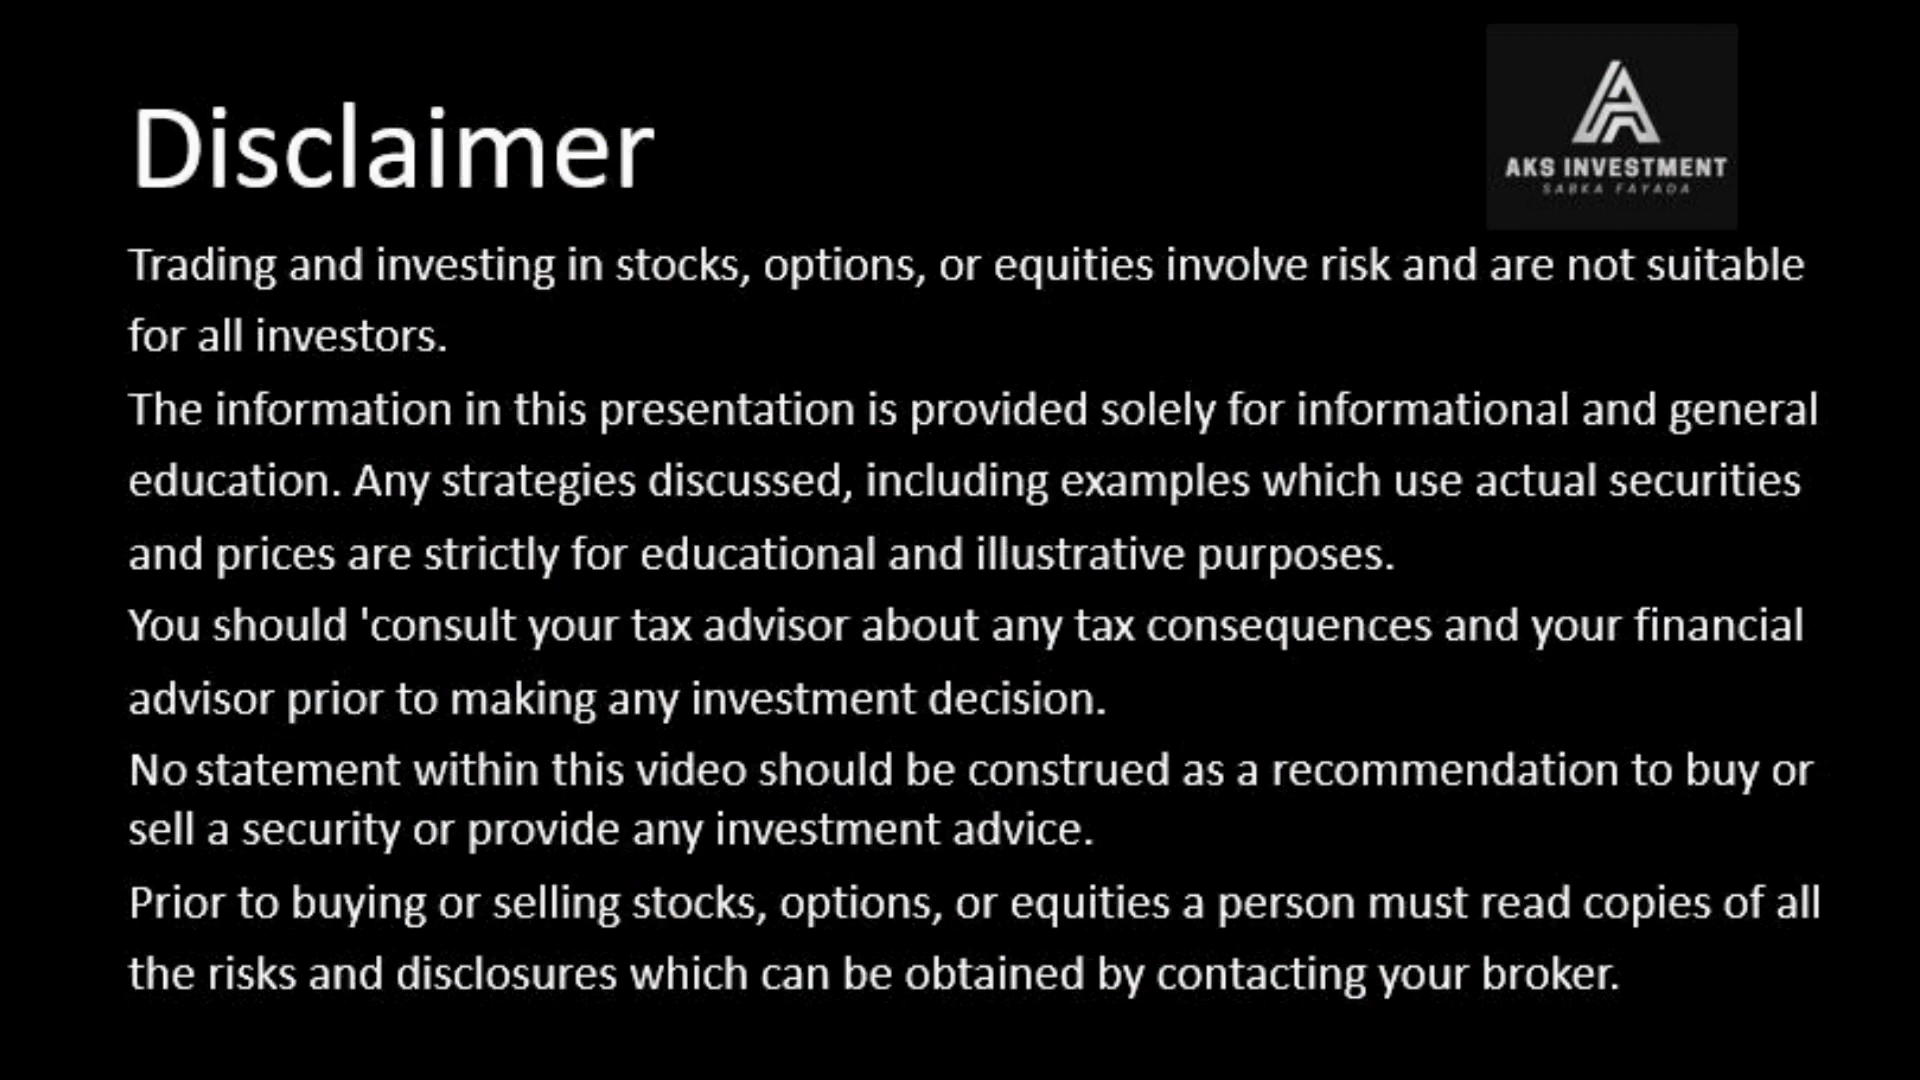 Disclaimer
AKS INVESTMENT
SABKA FAYADA
Trading and investing in stocks, options, or equities involve risk and are not suitable
for all investors.
The information in this presentation is provided solely for informational and general
education. Any strategies discussed, including examples which use actual securities
and prices are strictly for educational and illustrative purposes.
You should 'consult your tax advisor about any tax consequences and your financial
advisor prior to making any investment decision.
No statement within this video should be construed as a recommendation to buy or
sell a security or provide any investment advice.
Prior to buying or selling stocks, options, or equities a person must read copies of all
the risks and disclosures which can be obtained by contacting your broker.